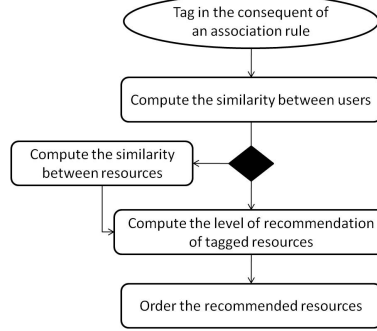 Tag in the consequent of
an association rule
Compute the similarity between users
Compute the similarity
between resources
Compute the level of recommendation
of tagged resources
Order the recommended resources